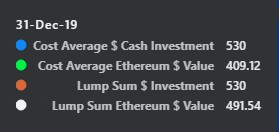 31-Dec-19
Cost Average $ Cash Investment 530
Cost Average Ethereum $ Value 409.12
Lump Sum $ Investment 530
Lump Sum Ethereum $ Value 491.54